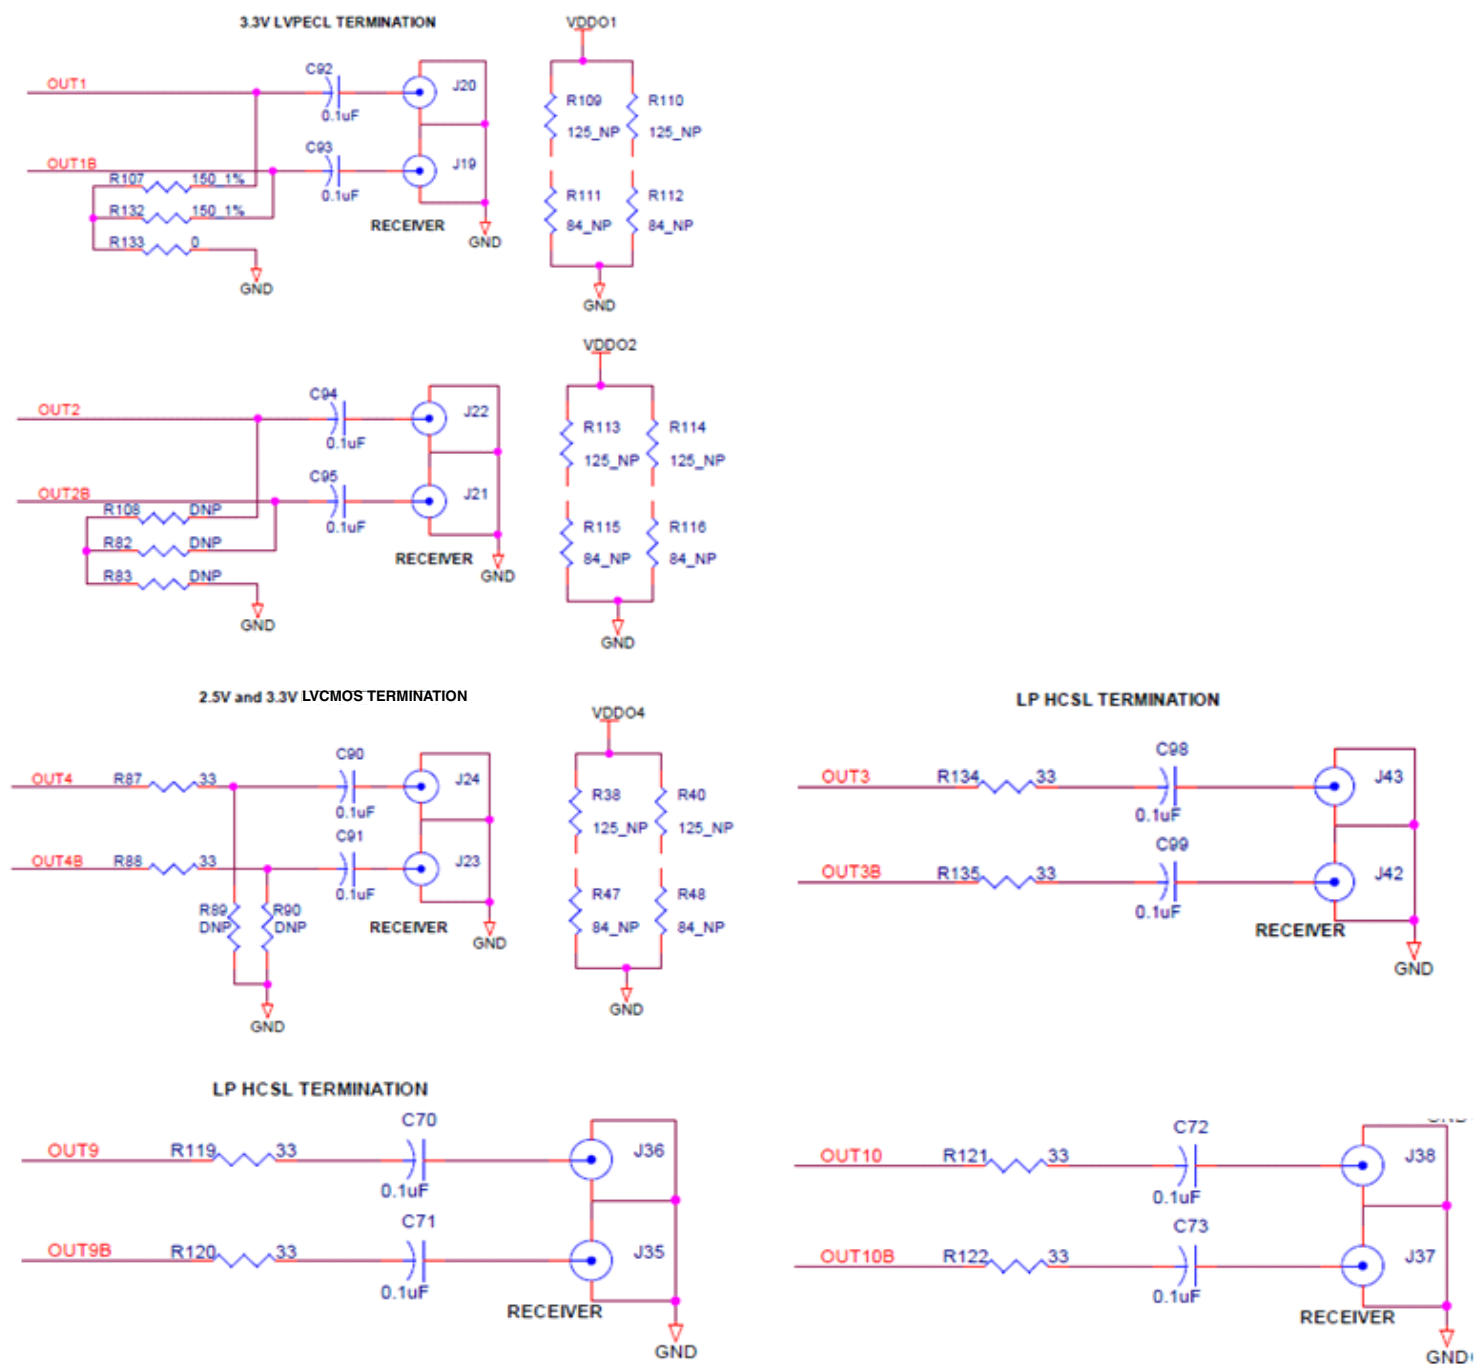 3.3V LVPECL TERMINATION
VDDO1
OUT1
C92
0.1uF
J20
R109
125_NP
R110
125_NP
OUT1B
C93
0.1uF
J19
R107
150_1%
R132
150_1%
R133
0
RECEIVER
GND
GND
R111
84_NP
R112
84_NP
GND
VDDO2
OUT2
C94
0.1uF
J22
R113
125_NP
R114
125_NP
OUT2B
C95
0.1uF
J21
R108
DNP
R82
DNP
R83
DNP
RECEIVER
GND
GND
R115
84_NP
R116
84_NP
GND
2.5V and 3.3V LVCMOS TERMINATION
VDDO4
OUT4
R87
33
C90
0.1uF
J24
R38
125_NP
R40
125_NP
OUT4B
R88
33
C91
0.1uF
J23
R89
DNP
R90
DNP
RECEIVER
GND
GND
R47
84_NP
R48
84_NP
GND
LP HCSL TERMINATION
OUT3
R134
33
C98
0.1uF
J43
OUT3B
R135
33
C99
0.1uF
J42
RECEIVER
GND
LP HCSL TERMINATION
OUT9
R119
33
C70
0.1uF
J36
OUT9B
R120
33
C71
0.1uF
J35
RECEIVER
GND
OUT10
R121
33
C72
0.1uF
J38
OUT10B
R122
33
C73
0.1uF
J37
RECEIVER
GND